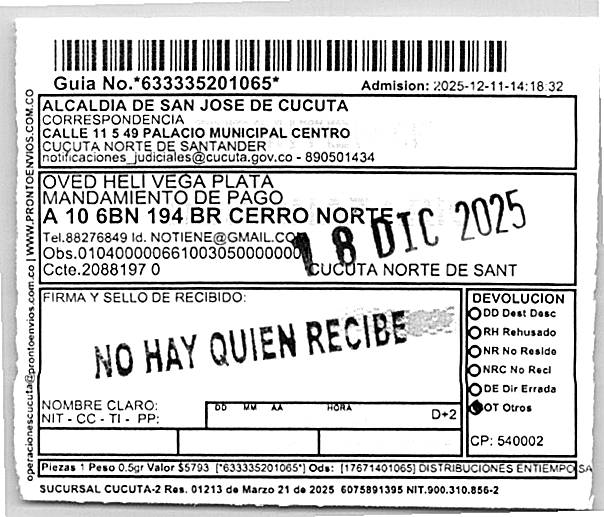 Guia No.*633335201065*
Admision: 2025-12-11-14:18:32
ALCALDIA DE SAN JOSE DE CUCUTA
CORRESPONDENCIA
CALLE 11 5 49 PALACIO MUNICIPAL CENTRO
CUCUTA NORTE DE SANTANDER
notificaciones_judiciales@cucuta.gov.co - 890501434
OVED HELI VEGA PLATA
MANDAMIENTO DE PAGO
A 10 6BN 194 BR CERRO NORTE
Tel.88276849 Id. NOTIENE@GMAIL.CO
18 DIC 2025
Obs.010400000661003050000000
Ccte.2088197 0
CUCUTA NORTE DE SANT
FIRMA Y SELLO DE RECIBIDO:
NO HAY QUIEN RECIBE
NOMBRE CLARO:
NIT - CC - TI - PP:
DD MM AA HORA
D+2
DEVOLUCION
DD Dest Desc
RH Rehusado
NR No Reside
NRC No Recl
DE Dir Errada
OT Otros
CP: 540002
Piezas 1 Peso 0.5gr Valor $5793 [*633335201065*] Ods: [17671401065] DISTRIBUCIONES ENTIEMPO SA
SUCURSAL CUCUTA-2 Res. 01213 de Marzo 21 de 2025 6075891395 NIT.900.310.856-2
operacionescucuta@prontoenvios.com.co | WWW.PRONTOENVIOS.COM.CO